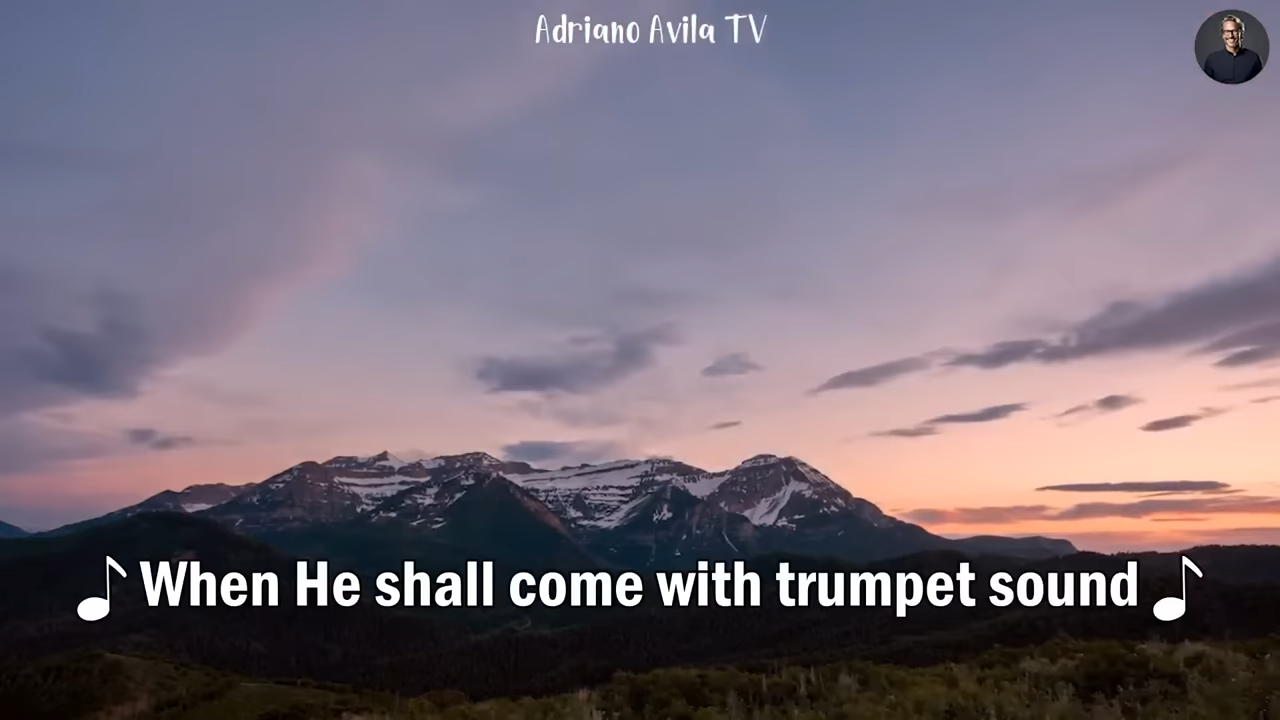 Adriano Avila TV
♪ When He shall come with trumpet sound ♪